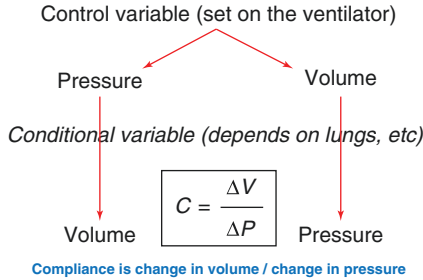 Control variable (set on the ventilator)
Pressure
Volume
Conditional variable (depends on lungs, etc)
C = ΔV / ΔP
Volume
Pressure
Compliance is change in volume / change in pressure